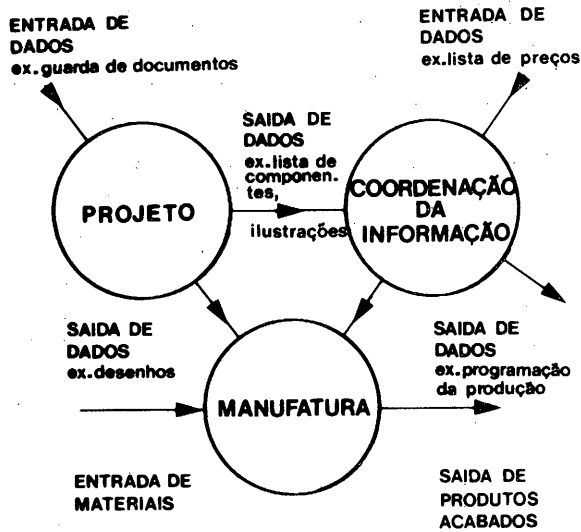 ENTRADA DE
DADOS
ex.guarda de documentos
ENTRADA DE
DADOS
ex.lista de preços
SAIDA DE
DADOS
ex.lista de
componen.
tes,
ilustrações
PROJETO
COORDENAÇÃO
DA
INFORMAÇÃO
SAIDA DE
DADOS
ex.desenhos
SAIDA DE
DADOS
ex.programação
da produção
MANUFATURA
ENTRADA DE
MATERIAIS
SAIDA DE
PRODUTOS
ACABADOS